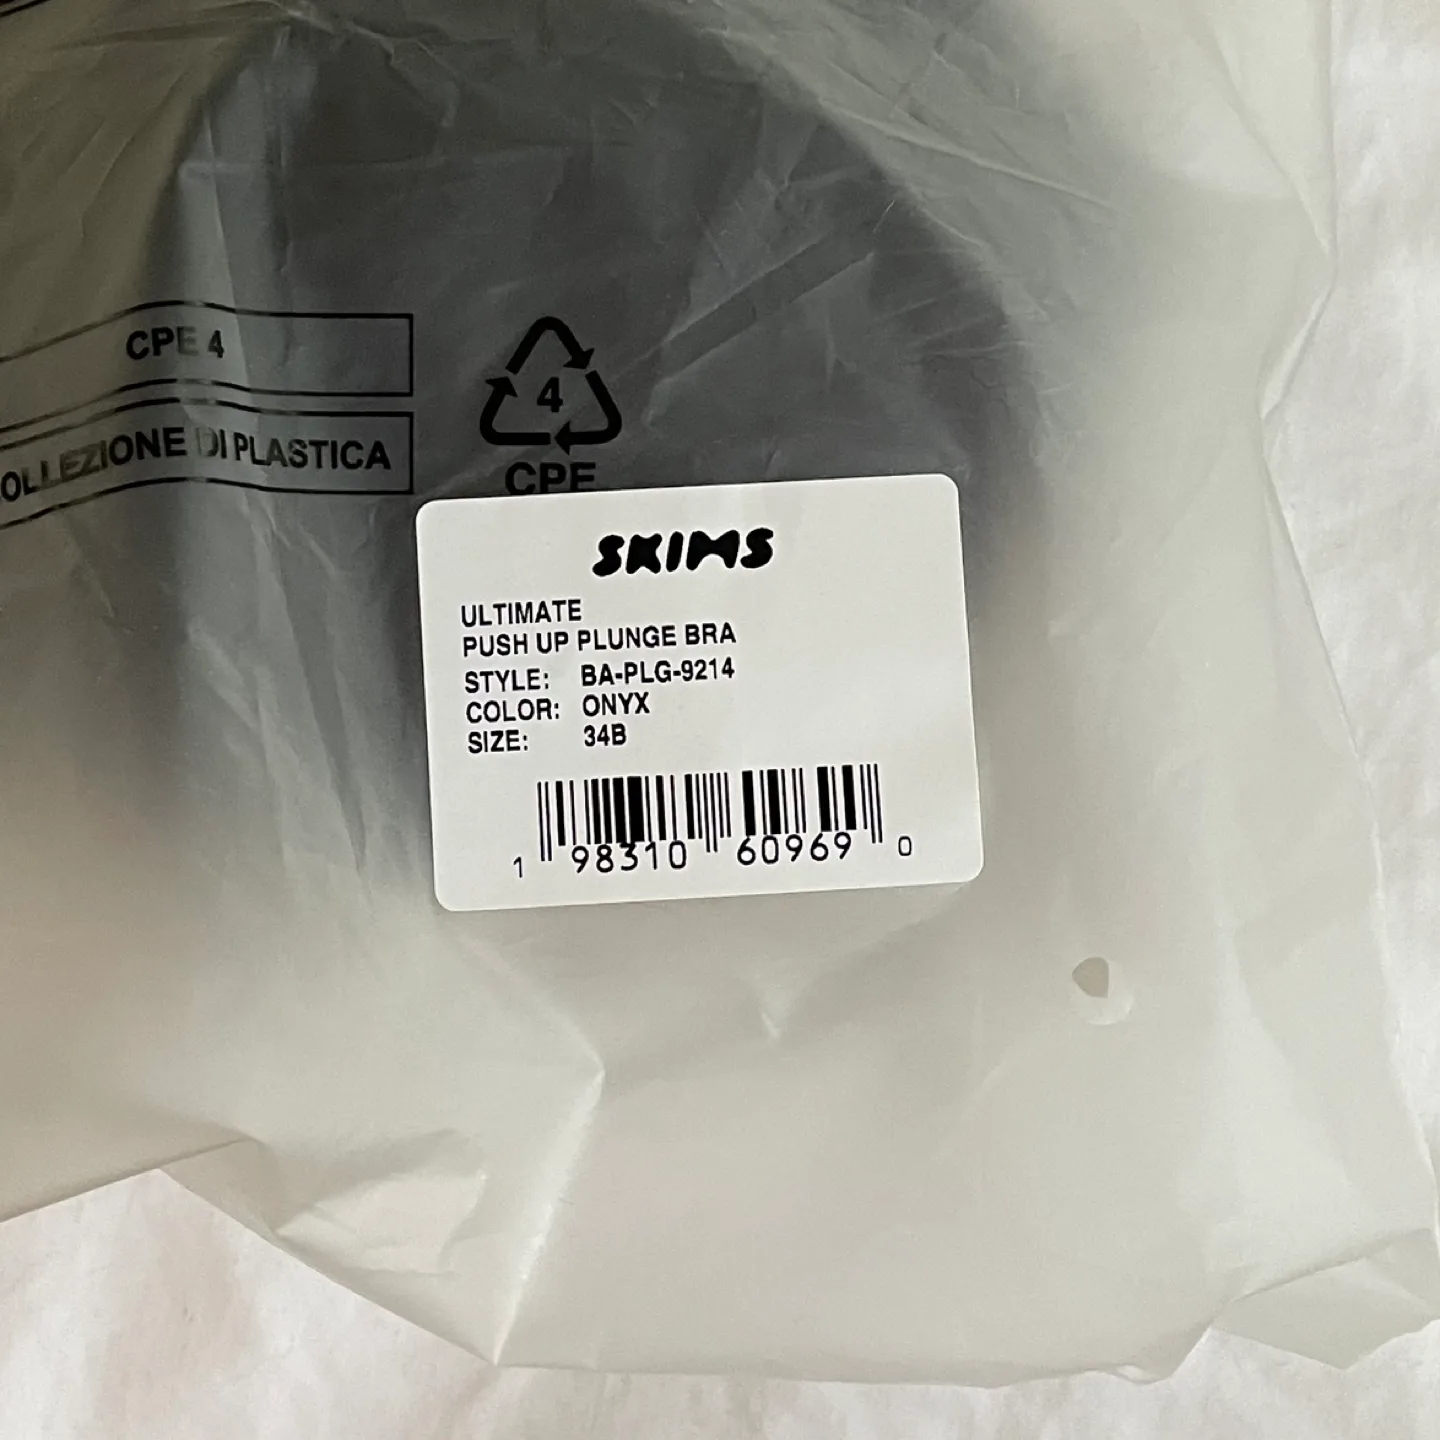 CPE 4
OLLEZIONE DI PLASTICA
4
CPE
SKIMS
ULTIMATE
PUSH UP PLUNGE BRA
STYLE: BA-PLG-9214
COLOR: ONYX
SIZE: 34B
1 98310 60969 0